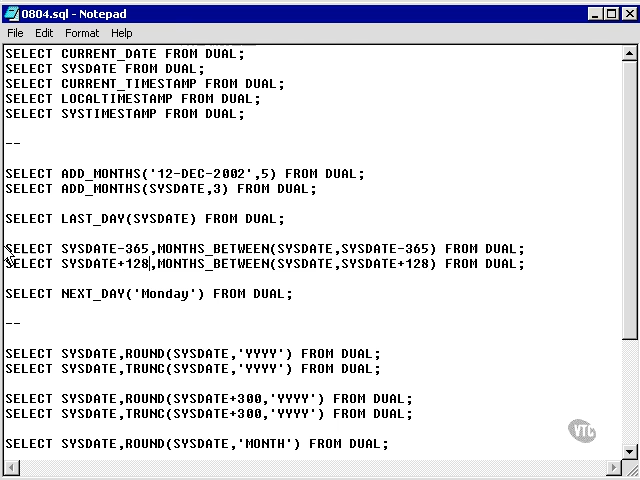 0804.sql - Notepad
File Edit Format Help
SELECT CURRENT_DATE FROM DUAL;
SELECT SYSDATE FROM DUAL;
SELECT CURRENT_TIMESTAMP FROM DUAL;
SELECT LOCALTIMESTAMP FROM DUAL;
SELECT SYSTIMESTAMP FROM DUAL;
--
SELECT ADD_MONTHS('12-DEC-2002',5) FROM DUAL;
SELECT ADD_MONTHS(SYSDATE,3) FROM DUAL;
SELECT LAST_DAY(SYSDATE) FROM DUAL;
SELECT SYSDATE-365,MONTHS_BETWEEN(SYSDATE,SYSDATE-365) FROM DUAL;
SELECT SYSDATE+128,MONTHS_BETWEEN(SYSDATE,SYSDATE+128) FROM DUAL;
SELECT NEXT_DAY('Monday') FROM DUAL;
--
SELECT SYSDATE,ROUND(SYSDATE,'YYYY') FROM DUAL;
SELECT SYSDATE,TRUNC(SYSDATE,'YYYY') FROM DUAL;
SELECT SYSDATE,ROUND(SYSDATE+300,'YYYY') FROM DUAL;
SELECT SYSDATE,TRUNC(SYSDATE+300,'YYYY') FROM DUAL;
SELECT SYSDATE,ROUND(SYSDATE,'MONTH') FROM DUAL;
VTC